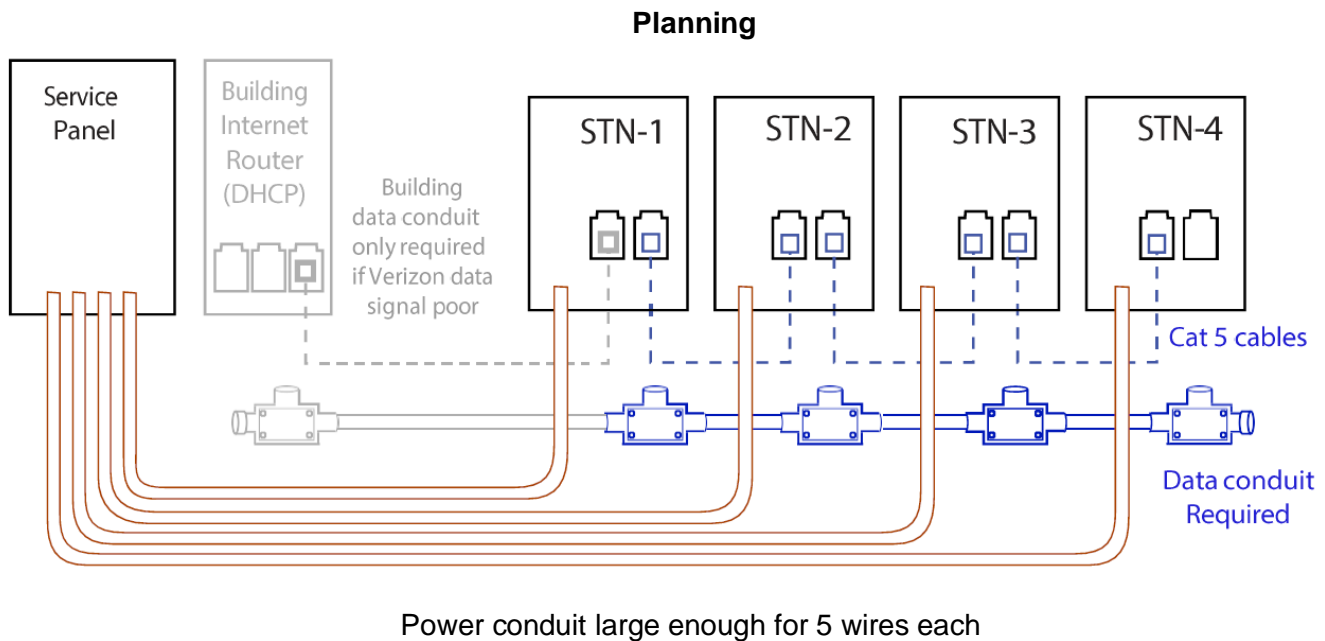 Planning
Service
Panel
Building
Internet
Router
(DHCP)
Building
data conduit
only required
if Verizon data
signal poor
STN-1
STN-2
STN-3
STN-4
Cat 5 cables
Data conduit
Required
Power conduit large enough for 5 wires each